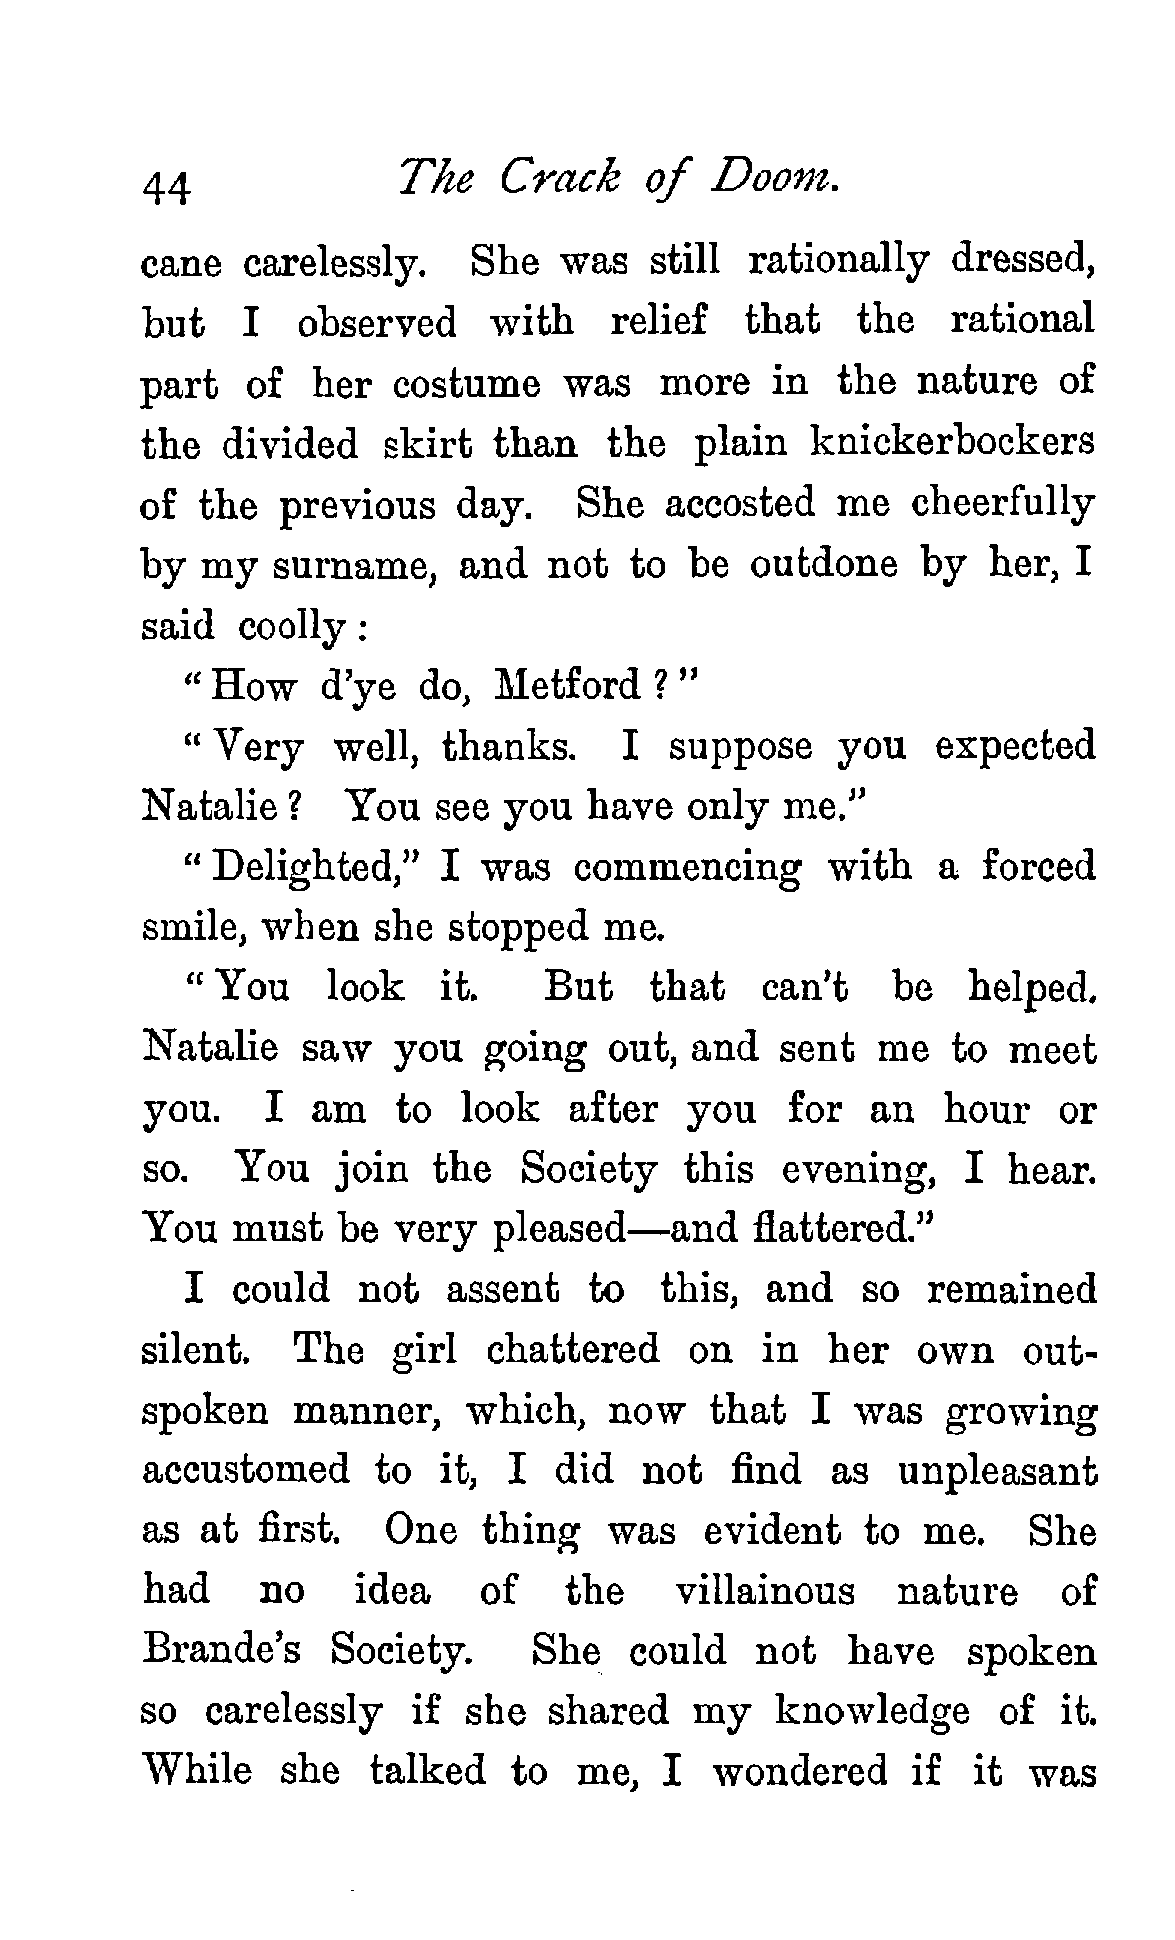 44 The Crack of Doom.
cane carelessly. She was still rationally dressed,
but I observed with relief that the rational
part of her costume was more in the nature of
the divided skirt than the plain knickerbockers
of the previous day. She accosted me cheerfully
by my surname, and not to be outdone by her, I
said coolly :
“ How d’ye do, Metford ? ”
“ Very well, thanks. I suppose you expected
Natalie ? You see you have only me.”
“ Delighted,” I was commencing with a forced
smile, when she stopped me.
“ You look it. But that can’t be helped.
Natalie saw you going out, and sent me to meet
you. I am to look after you for an hour or
so. You join the Society this evening, I hear.
You must be very pleased—and flattered.”
I could not assent to this, and so remained
silent. The girl chattered on in her own out-
spoken manner, which, now that I was growing
accustomed to it, I did not find as unpleasant
as at first. One thing was evident to me. She
had no idea of the villainous nature of
Brande’s Society. She could not have spoken
so carelessly if she shared my knowledge of it.
While she talked to me, I wondered if it was